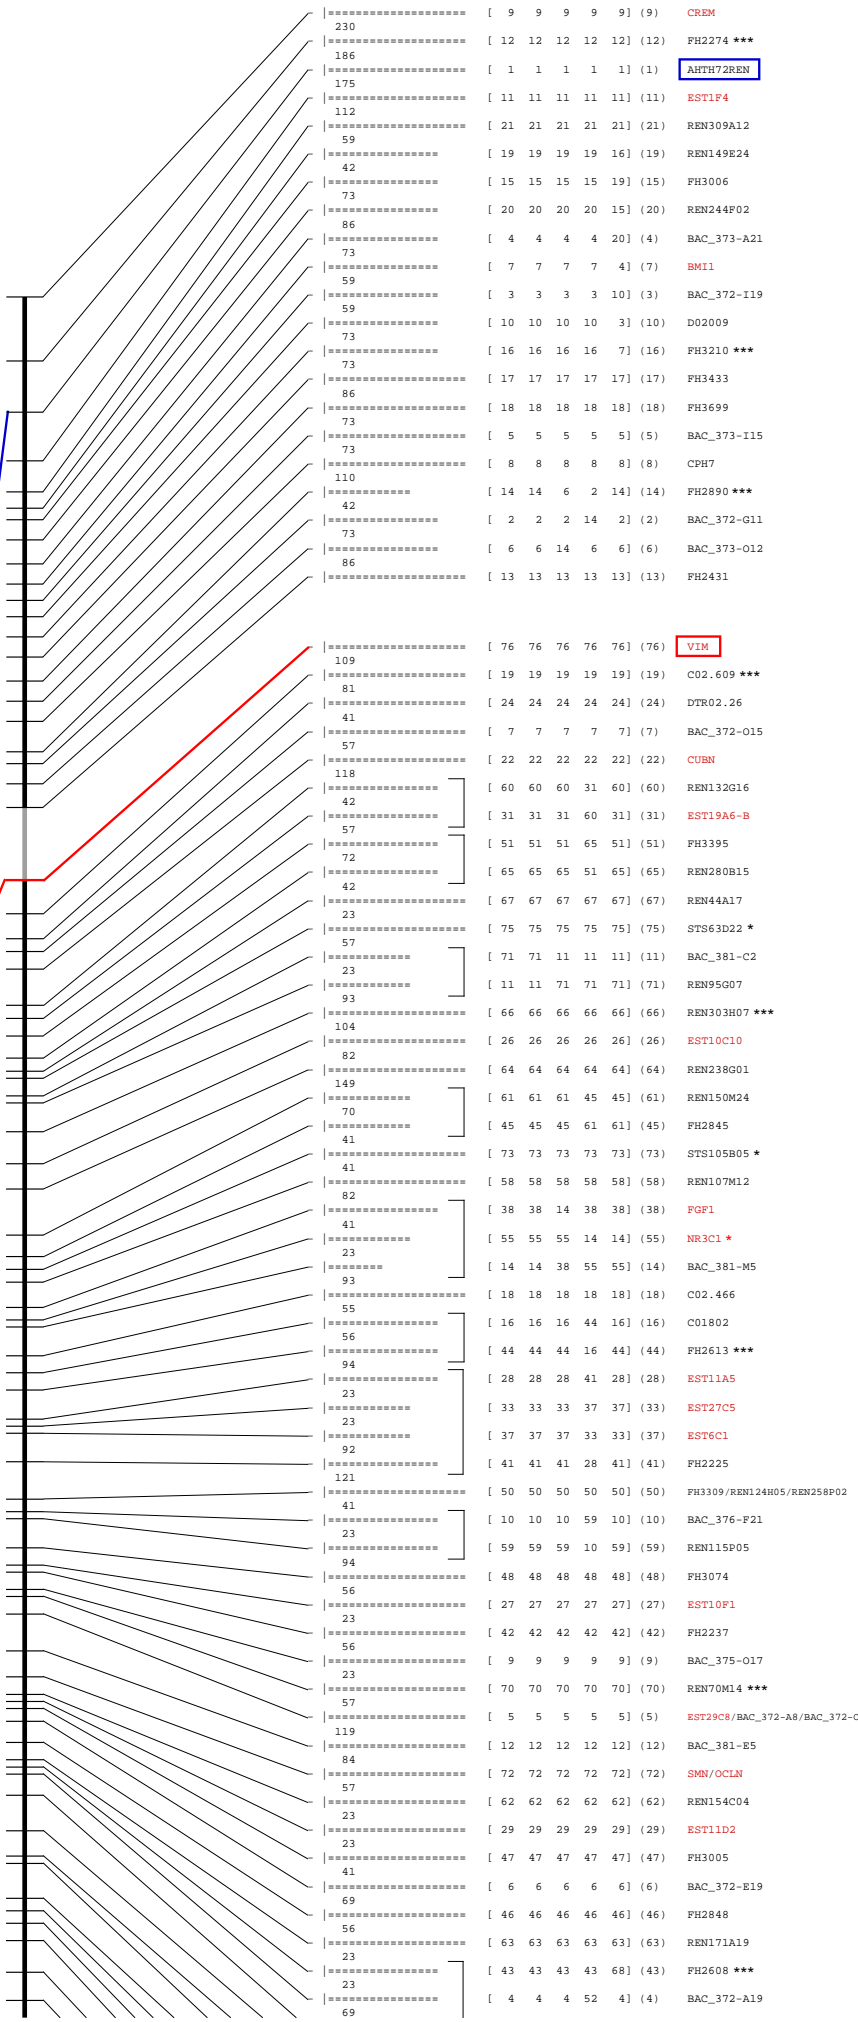 |==================== [ 9 9 9 9 9] (9) CREM
230
|==================== [ 12 12 12 12 12] (12) FH2274 ***
186
|==================== [ 1 1 1 1 1] (1) AHTH72REN
175
|==================== [ 11 11 11 11 11] (11) EST1F4
112
|==================== [ 21 21 21 21 21] (21) REN309A12
59
|================ [ 19 19 19 19 16] (19) REN149E24
42
|================ [ 15 15 15 15 19] (15) FH3006
73
|================ [ 20 20 20 20 15] (20) REN244F02
86
|================ [ 4 4 4 4 20] (4) BAC_373-A21
73
|================ [ 7 7 7 7 4] (7) BMI1
59
|================ [ 3 3 3 3 10] (3) BAC_372-I19
59
|================ [ 10 10 10 10 3] (10) D02009
73
|================ [ 16 16 16 16 7] (16) FH3210 ***
73
|==================== [ 17 17 17 17 17] (17) FH3433
86
|==================== [ 18 18 18 18 18] (18) FH3699
73
|==================== [ 5 5 5 5 5] (5) BAC_373-I15
73
|==================== [ 8 8 8 8 8] (8) CPH7
110
|============ [ 14 14 6 2 14] (14) FH2890 ***
42
|================ [ 2 2 2 14 2] (2) BAC_372-G11
73
|================ [ 6 6 14 6 6] (6) BAC_373-O12
86
|==================== [ 13 13 13 13 13] (13) FH2431
|==================== [ 76 76 76 76 76] (76) VIM
109
|==================== [ 19 19 19 19 19] (19) C02.609 ***
81
|==================== [ 24 24 24 24 24] (24) DTR02.26
41
|==================== [ 7 7 7 7 7] (7) BAC_372-O15
57
|==================== [ 22 22 22 22 22] (22) CUBN
118
|================ [ 60 60 60 31 60] (60) REN132G16
42
|================ [ 31 31 31 60 31] (31) EST19A6-B
57
|================ [ 51 51 51 65 51] (51) FH3395
72
|================ [ 65 65 65 51 65] (65) REN280B15
42
|==================== [ 67 67 67 67 67] (67) REN44A17
23
|==================== [ 75 75 75 75 75] (75) STS63D22 *
57
|============ [ 71 71 11 11 11] (11) BAC_381-C2
23
|============ [ 11 11 71 71 71] (71) REN95G07
93
|==================== [ 66 66 66 66 66] (66) REN303H07 ***
104
|==================== [ 26 26 26 26 26] (26) EST10C10
82
|==================== [ 64 64 64 64 64] (64) REN238G01
149
|============ [ 61 61 61 45 45] (61) REN150M24
70
|============ [ 45 45 45 61 61] (45) FH2845
41
|==================== [ 73 73 73 73 73] (73) STS105B05 *
41
|==================== [ 58 58 58 58 58] (58) REN107M12
82
|================ [ 38 38 14 38 38] (38) FGF1
41
|============ [ 55 55 55 14 14] (55) NR3C1 *
23
|======== [ 14 14 38 55 55] (14) BAC_381-M5
93
|==================== [ 18 18 18 18 18] (18) C02.466
55
|================ [ 16 16 16 44 16] (16) C01802
56
|================ [ 44 44 44 16 44] (44) FH2613 ***
94
|================ [ 28 28 28 41 28] (28) EST11A5
23
|============ [ 33 33 33 37 37] (33) EST27C5
23
|============ [ 37 37 37 33 33] (37) EST6C1
92
|================ [ 41 41 41 28 41] (41) FH2225
121
|==================== [ 50 50 50 50 50] (50) FH3309/REN124H05/REN258P02
41
|================ [ 10 10 10 59 10] (10) BAC_376-F21
23
|================ [ 59 59 59 10 59] (59) REN115P05
94
|==================== [ 48 48 48 48 48] (48) FH3074
56
|==================== [ 27 27 27 27 27] (27) EST10F1
23
|==================== [ 42 42 42 42 42] (42) FH2237
56
|==================== [ 9 9 9 9 9] (9) BAC_375-O17
23
|==================== [ 70 70 70 70 70] (70) REN70M14 ***
57
|==================== [ 5 5 5 5 5] (5) EST29C8/BAC_372-A8/BAC_372-
119
|==================== [ 12 12 12 12 12] (12) BAC_381-E5
84
|==================== [ 72 72 72 72 72] (72) SMN/OCLN
57
|==================== [ 62 62 62 62 62] (62) REN154C04
23
|==================== [ 29 29 29 29 29] (29) EST11D2
23
|==================== [ 47 47 47 47 47] (47) FH3005
41
|==================== [ 6 6 6 6 6] (6) BAC_372-E19
69
|==================== [ 46 46 46 46 46] (46) FH2848
56
|==================== [ 63 63 63 63 63] (63) REN171A19
23
|================ [ 43 43 43 43 68] (43) FH2608 ***
23
|================ [ 4 4 4 52 4] (4) BAC_372-A19
69